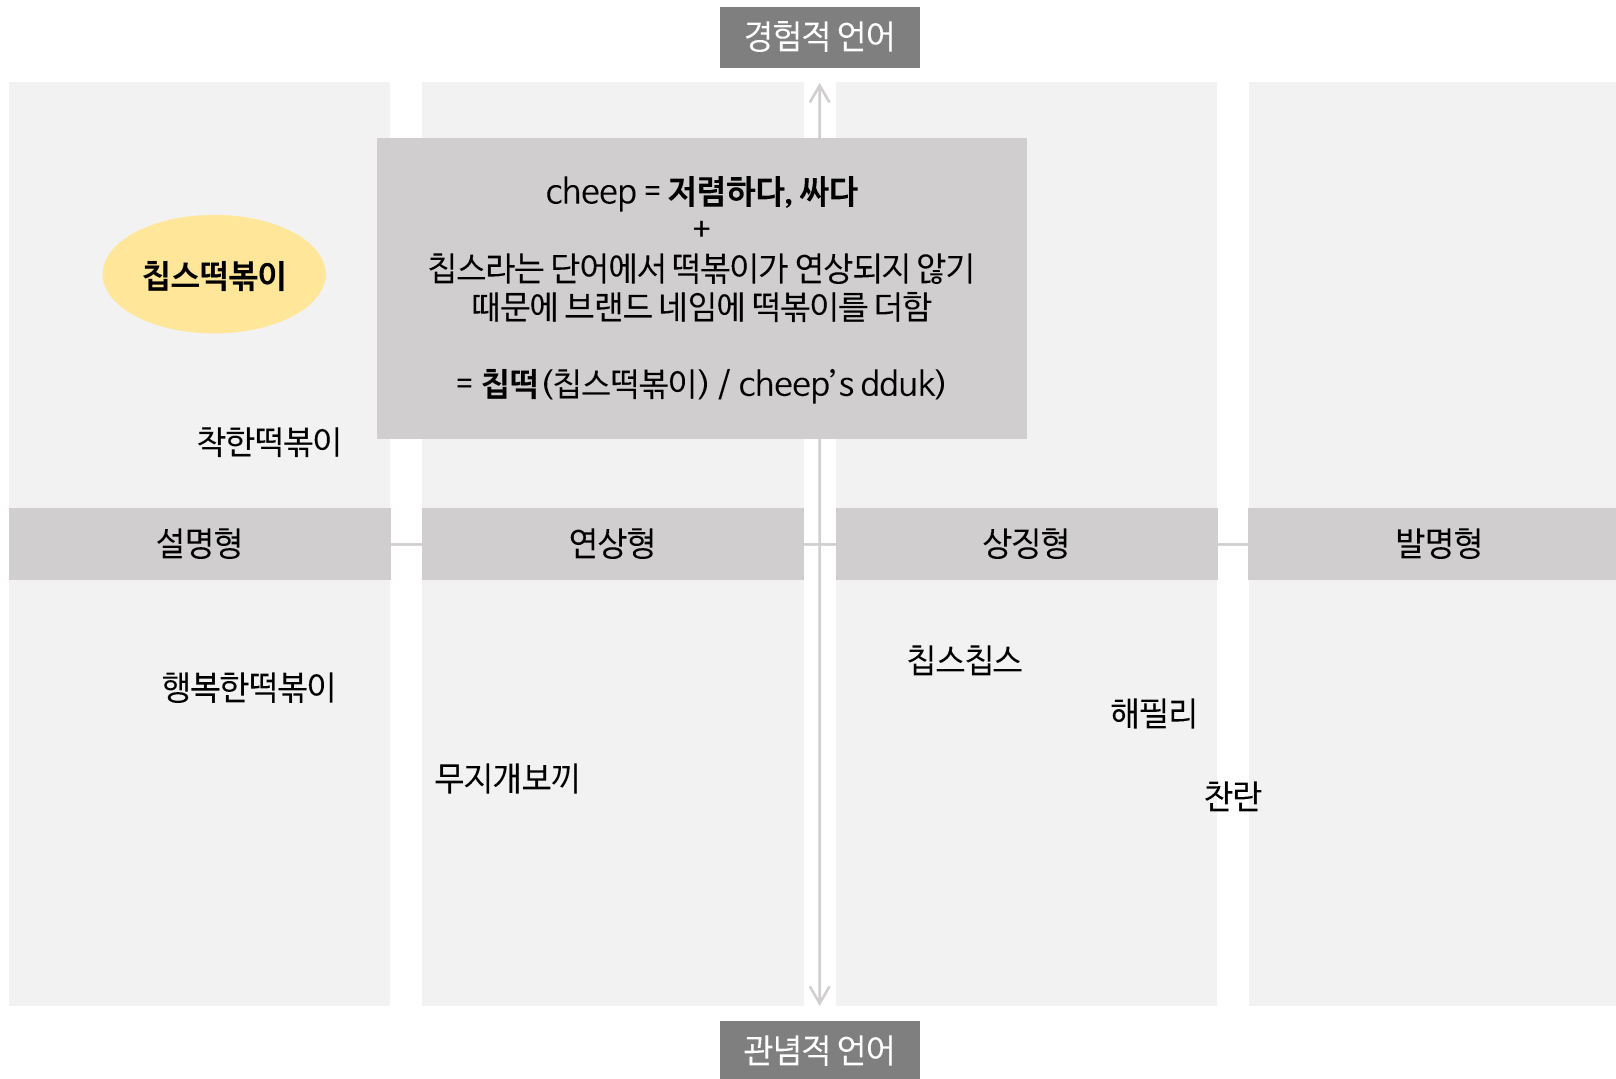 경험적 언어
cheep = 저렴하다, 싸다
+
칩스라는 단어에서 떡볶이가 연상되지 않기
때문에 브랜드 네임에 떡볶이를 더함
= 칩떡(칩스떡볶이) / cheep’s dduk)
칩스떡볶이
착한떡볶이
설명형
연상형
상징형
발명형
칩스칩스
행복한떡볶이
해필리
무지개보끼
찬란
관념적 언어